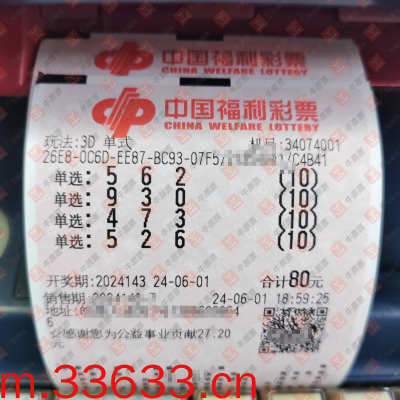 中国福利彩票
CHINA WELFARE LOTTERY
中国福利彩票
CHINA WELFARE LOTTERY
玩法:3D 单式 机号:34074001
26E8-0C6D-EE87-BC93-07F5/ /C4B41
单选: 5 6 2 (10)
单选: 9 3 0 (10)
单选: 4 7 3 (10)
单选: 5 2 6 (10)
开奖期:2024143 24-06-01 合计80元
销售期:2024143- 24-06-01 18:59:25
地址:
6
感谢您为公益事业贡献27.20
元
m.33633.cn